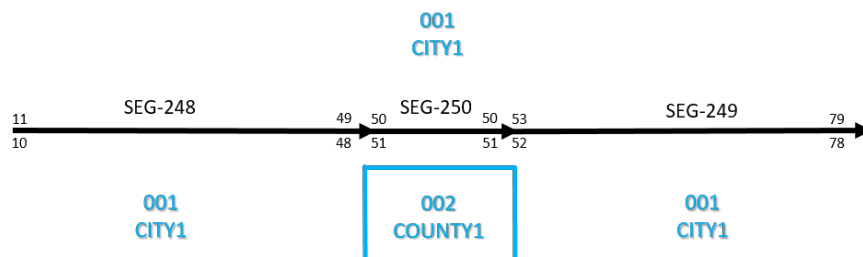 001
CITY1
SEG-248 SEG-250 SEG-249
11 49 50 50 53 79
10 48 51 51 52 78
001 002 001
CITY1 COUNTY1 CITY1